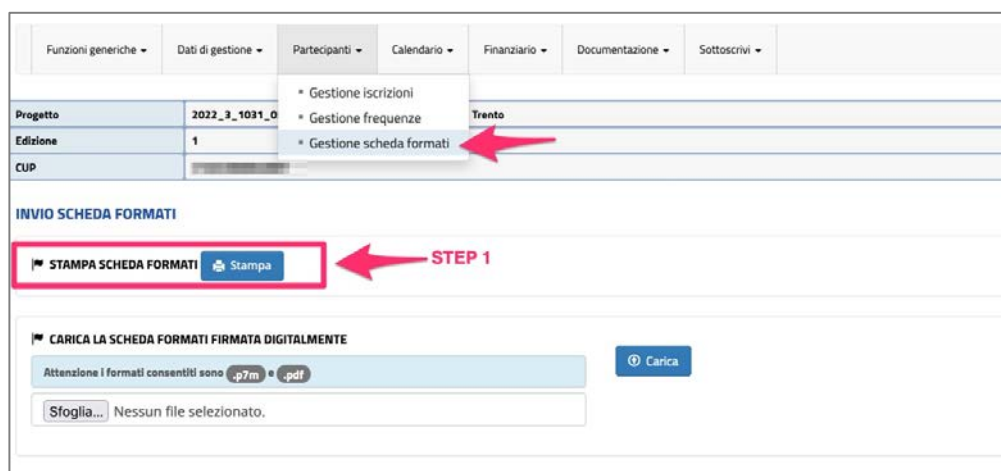 Funzioni generiche Dati di gestione Partecipanti Calendario Finanziario Documentazione Sottoscrivi
Gestione iscrizioni
Gestione frequenze
Gestione scheda formati
Progetto 2022_3_1031_0 Trento
Edizione 1
CUP
INVIO SCHEDA FORMATI
STAMPA SCHEDA FORMATI Stampa STEP 1
CARICA LA SCHEDA FORMATI FIRMATA DIGITALMENTE
Attenzione i formati consentiti sono .p7m e .pdf
Carica
Sfoglia... Nessun file selezionato.